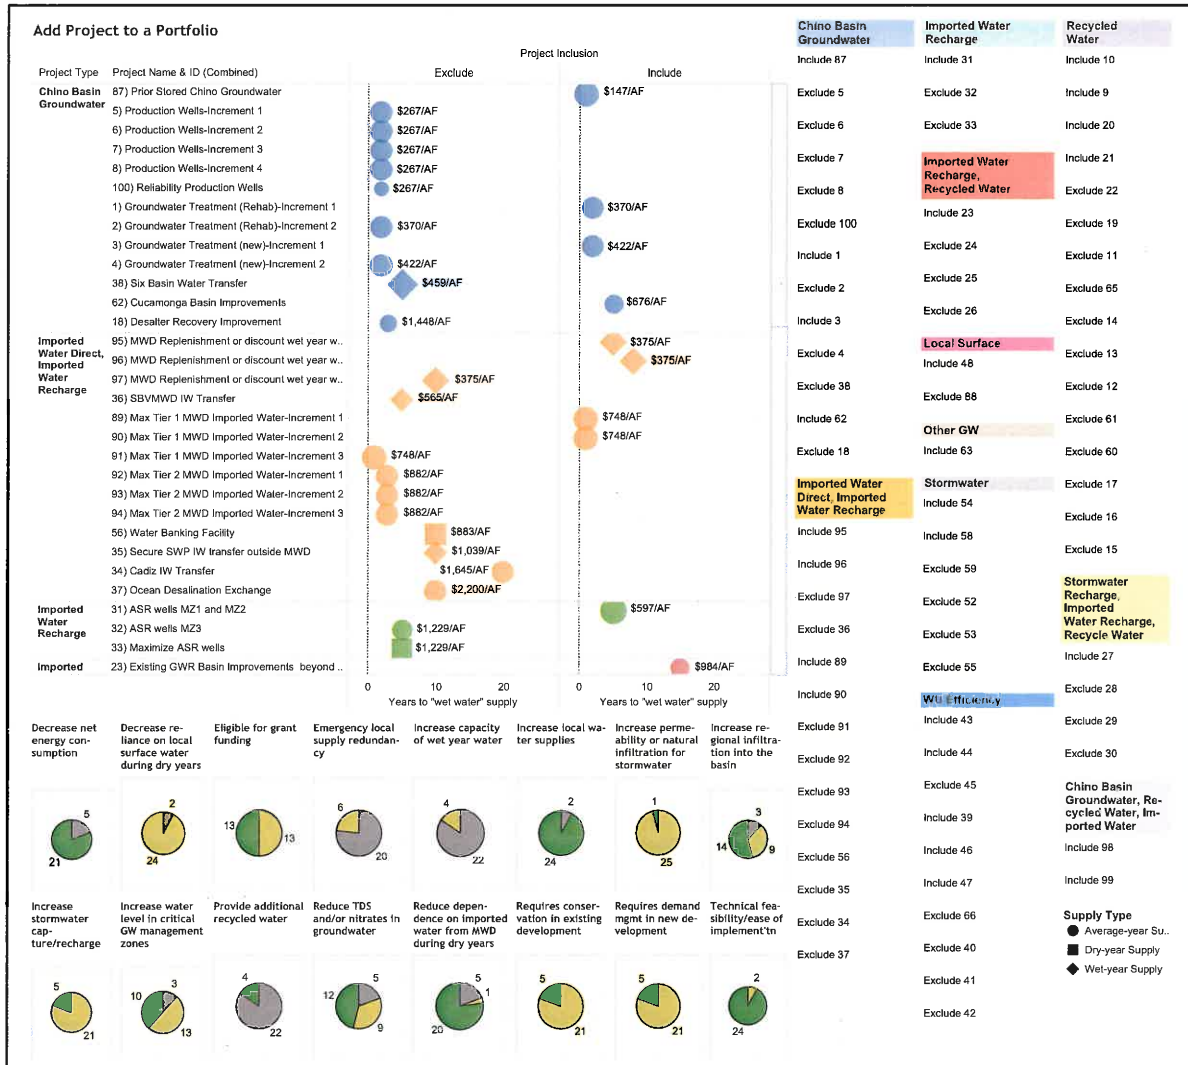 Add Project to a Portfolio
Project Inclusion
Project Type
Project Name & ID (Combined)
Exclude
Include
Chino Basin
Groundwater
87) Prior Stored Chino Groundwater
$147/AF
5) Production Wells-Increment 1
$267/AF
6) Production Wells-Increment 2
$267/AF
7) Production Wells-Increment 3
$267/AF
8) Production Wells-Increment 4
$267/AF
100) Reliability Production Wells
$267/AF
1) Groundwater Treatment (Rehab)-Increment 1
$370/AF
2) Groundwater Treatment (Rehab)-Increment 2
$370/AF
3) Groundwater Treatment (new)-Increment 1
$422/AF
4) Groundwater Treatment (new)-Increment 2
$422/AF
38) Six Basin Water Transfer
$459/AF
62) Cucamonga Basin Improvements
$676/AF
18) Desalter Recovery Improvement
$1,448/AF
Imported
Water Direct,
Imported
Water
Recharge
95) MWD Replenishment or discount wet year w..
$375/AF
96) MWD Replenishment or discount wet year w..
$375/AF
97) MWD Replenishment or discount wet year w..
$375/AF
36) SBVMWD IW Transfer
$565/AF
89) Max Tier 1 MWD Imported Water-Increment 1
$748/AF
90) Max Tier 1 MWD Imported Water-Increment 2
$748/AF
91) Max Tier 1 MWD Imported Water-Increment 3
$748/AF
92) Max Tier 2 MWD Imported Water-Increment 1
$882/AF
93) Max Tier 2 MWD Imported Water-Increment 2
$882/AF
94) Max Tier 2 MWD Imported Water-Increment 3
$882/AF
56) Water Banking Facility
$883/AF
35) Secure SWP IW transfer outside MWD
$1,039/AF
34) Cadiz IW Transfer
$1,645/AF
37) Ocean Desalination Exchange
$2,200/AF
Imported
Water
Recharge
31) ASR wells MZ1 and MZ2
$597/AF
32) ASR wells MZ3
$1,229/AF
33) Maximize ASR wells
$1,229/AF
Imported
23) Existing GWR Basin Improvements beyond ..
$984/AF
0 10 20
0 10 20
Years to "wet water" supply
Years to "wet water" supply
Decrease net
energy con-
sumption
5
21
Decrease re-
liance on local
surface water
during dry years
2
24
Eligible for grant
funding
13
13
Emergency local
supply redundan-
cy
6
20
Increase capacity
of wet year water
4
22
Increase local wa-
ter supplies
2
24
Increase perme-
ability or natural
infiltration for
stormwater
1
25
Increase re-
gional infiltra-
tion into the
basin
3
14
9
Increase
stormwater
cap-
ture/recharge
5
21
Increase water
level in critical
GW management
zones
10
3
13
Provide additional
recycled water
4
22
Reduce TDS
and/or nitrates in
groundwater
5
12
9
Reduce depen-
dence on imported
water from MWD
during dry years
5
1
20
Requires conser-
vation in existing
development
5
21
Requires demand
mgmt in new de-
velopment
5
21
Technical fea-
sibility/ease of
implement'tn
2
24
Chino Basin
Groundwater
Include 87
Exclude 5
Exclude 6
Exclude 7
Exclude 8
Exclude 100
Include 1
Exclude 2
Include 3
Exclude 4
Exclude 38
Include 62
Exclude 18
Imported Water
Direct, Imported
Water Recharge
Include 95
Include 96
Exclude 97
Exclude 36
Include 89
Include 90
Exclude 91
Exclude 92
Exclude 93
Exclude 94
Exclude 56
Exclude 35
Exclude 34
Exclude 37
Imported Water
Recharge
Include 31
Exclude 32
Exclude 33
Imported Water
Recharge,
Recycled Water
Include 23
Exclude 24
Exclude 25
Exclude 26
Local Surface
Include 48
Exclude 88
Other GW
Include 63
Stormwater
Include 54
Include 58
Exclude 59
Exclude 52
Exclude 53
Exclude 55
WU Efficiency
Include 43
Include 44
Exclude 45
Include 39
Include 46
Include 47
Exclude 66
Exclude 40
Exclude 41
Exclude 42
Recycled
Water
Include 10
Include 9
Include 20
Include 21
Exclude 22
Exclude 19
Exclude 11
Exclude 65
Exclude 14
Exclude 13
Exclude 12
Exclude 61
Exclude 60
Exclude 17
Exclude 16
Exclude 15
Stormwater
Recharge,
Imported
Water Recharge,
Recycle Water
Include 27
Exclude 28
Exclude 29
Exclude 30
Chino Basin
Groundwater, Re-
cycled Water, Im-
ported Water
Include 98
Include 99
Supply Type
Average-year Su..
Dry-year Supply
Wet-year Supply